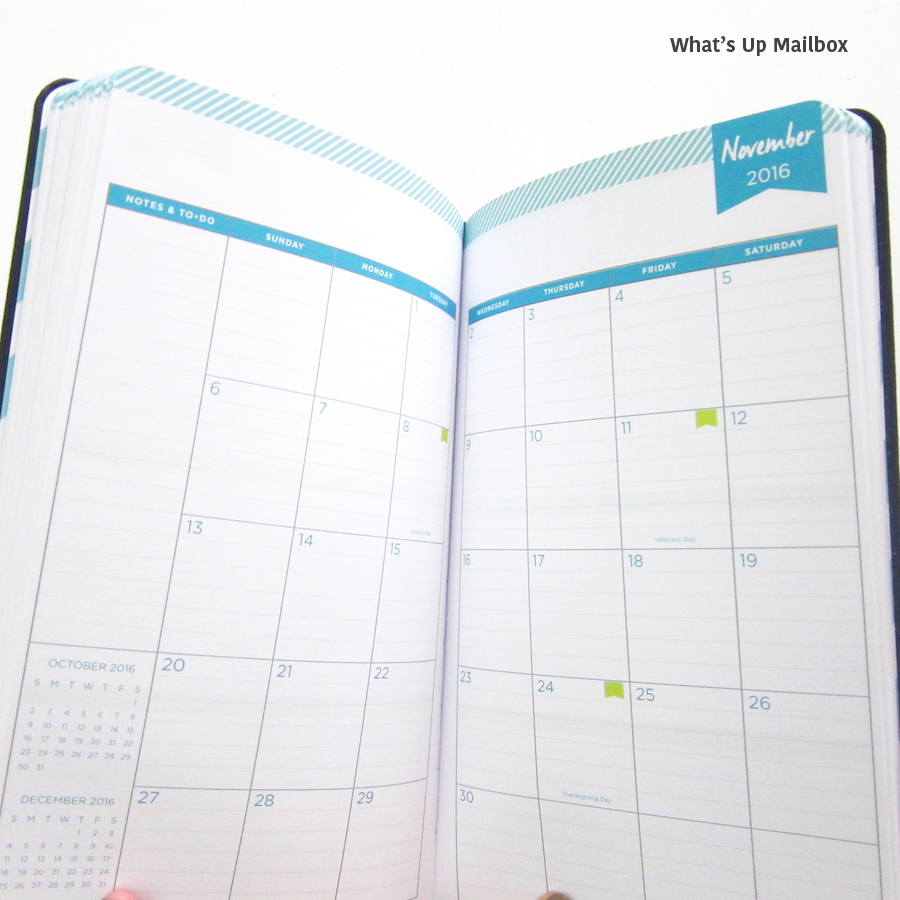 What's Up Mailbox
November
2016
NOTES & TO•DO SUNDAY MONDAY TUESDAY WEDNESDAY THURSDAY FRIDAY SATURDAY
1 2 3 4 5
6 7 8 9 10 11 12
Veterans Day
13 14 15 16 17 18 19
20 21 22 23 24 25 26
Thanksgiving Day
27 28 29 30
OCTOBER 2016
S M T W T F S
1
2 3 4 5 6 7 8
9 10 11 12 13 14 15
16 17 18 19 20 21 22
23 24 25 26 27 28 29
30 31
DECEMBER 2016
S M T W T F S
1 2 3
4 5 6 7 8 9 10
11 12 13 14 15 16 17
18 19 20 21 22 23 24
25 26 27 28 29 30 31